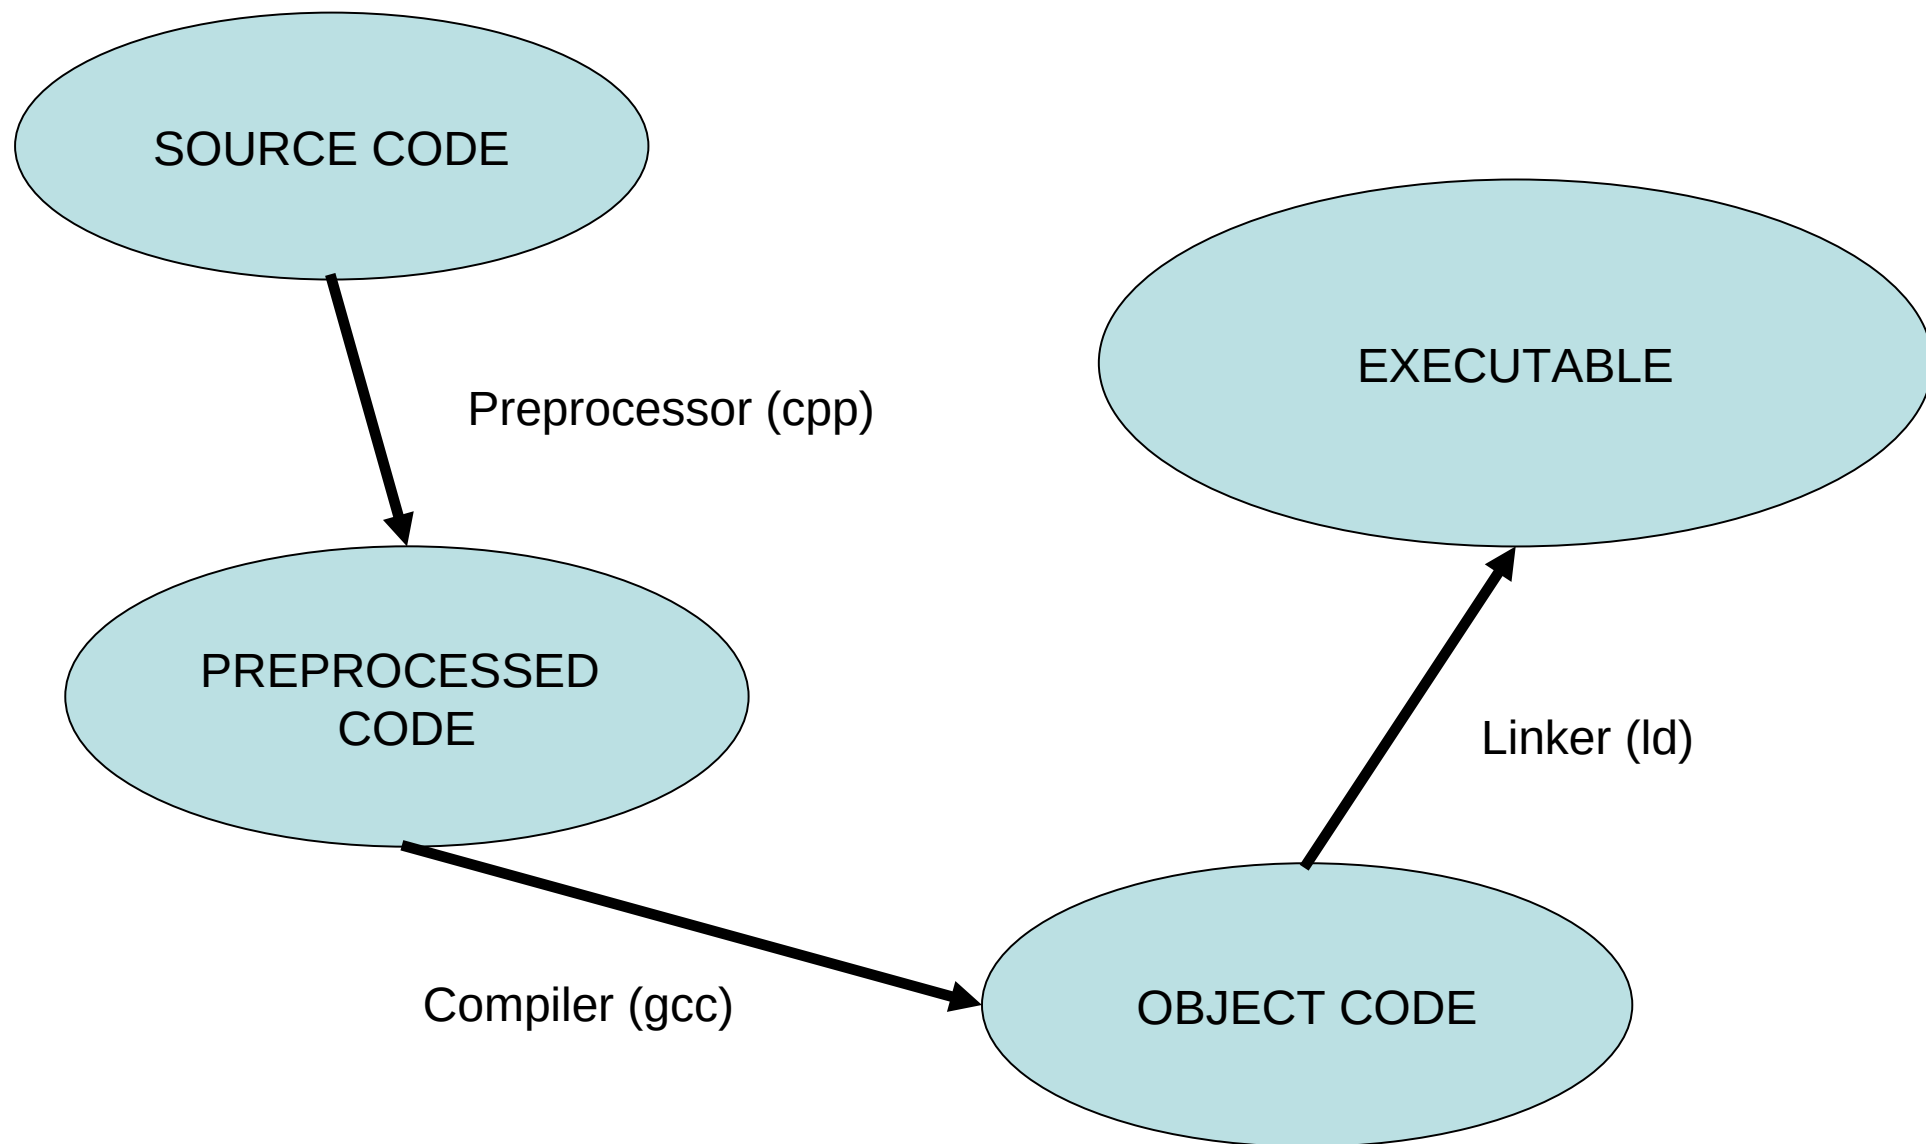 SOURCE CODE
Preprocessor (cpp)
PREPROCESSED
CODE
Compiler (gcc)
OBJECT CODE
Linker (ld)
EXECUTABLE